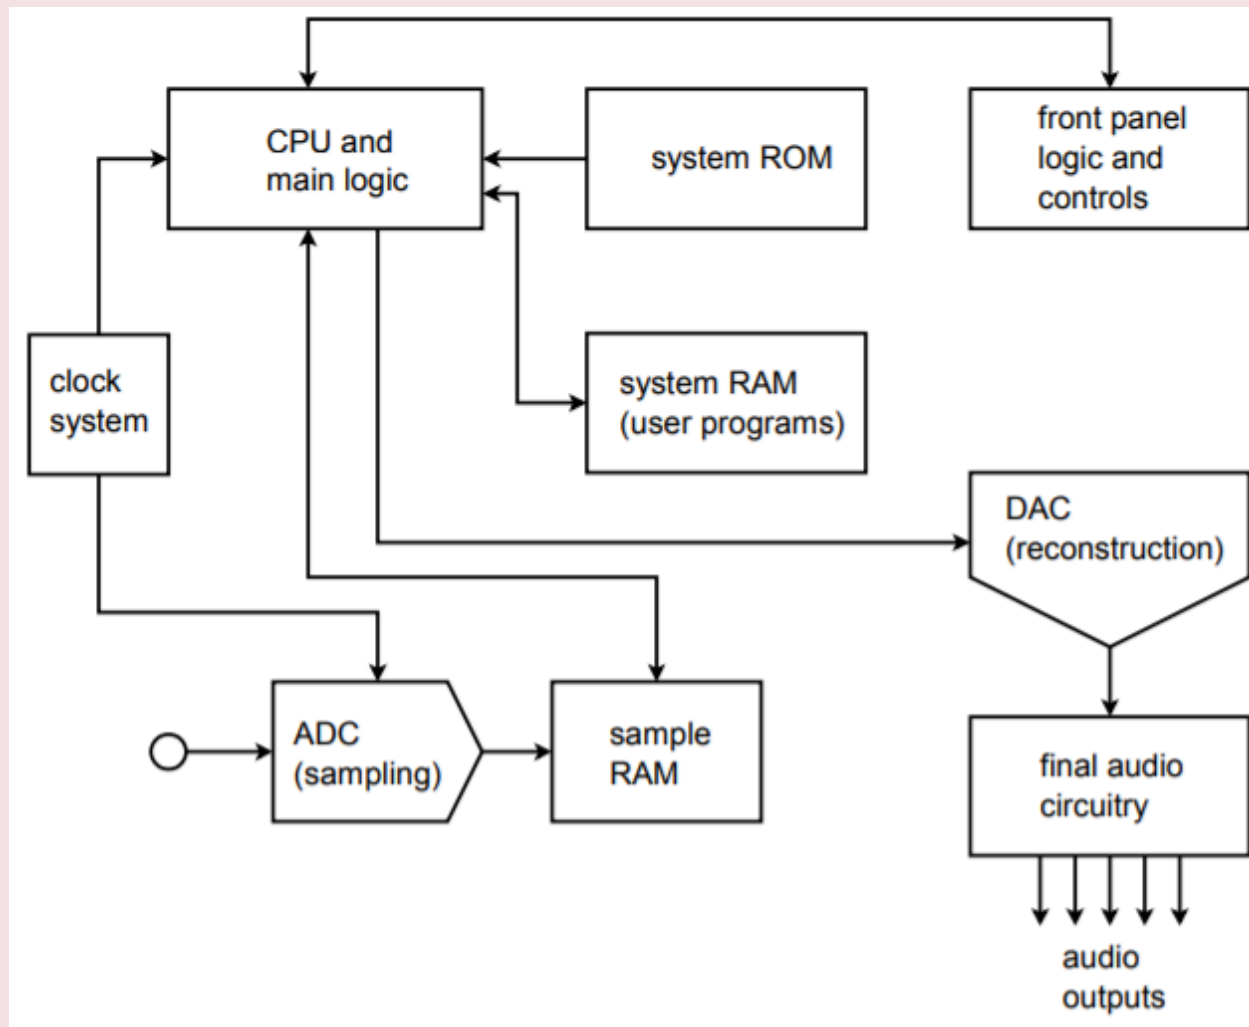 CPU and
main logic
system ROM
front panel
logic and
controls
clock
system
system RAM
(user programs)
DAC
(reconstruction)
ADC
(sampling)
sample
RAM
final audio
circuitry
audio
outputs